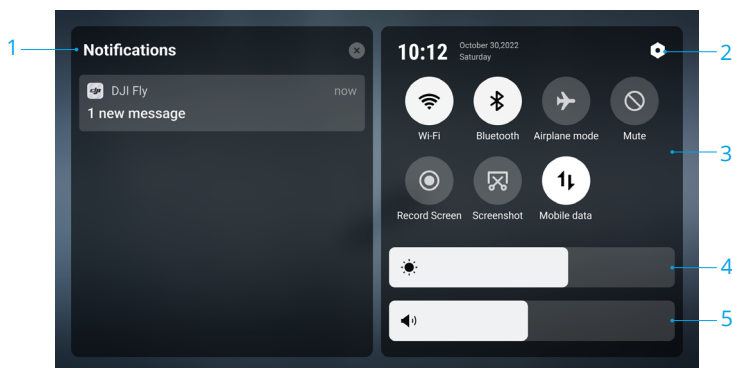 1
Notifications
DJI Fly
now
1 new message
10:12
October 30,2022
Saturday
2
Wi-Fi
Bluetooth
Airplane mode
Mute
3
Record Screen
Screenshot
Mobile data
4
5